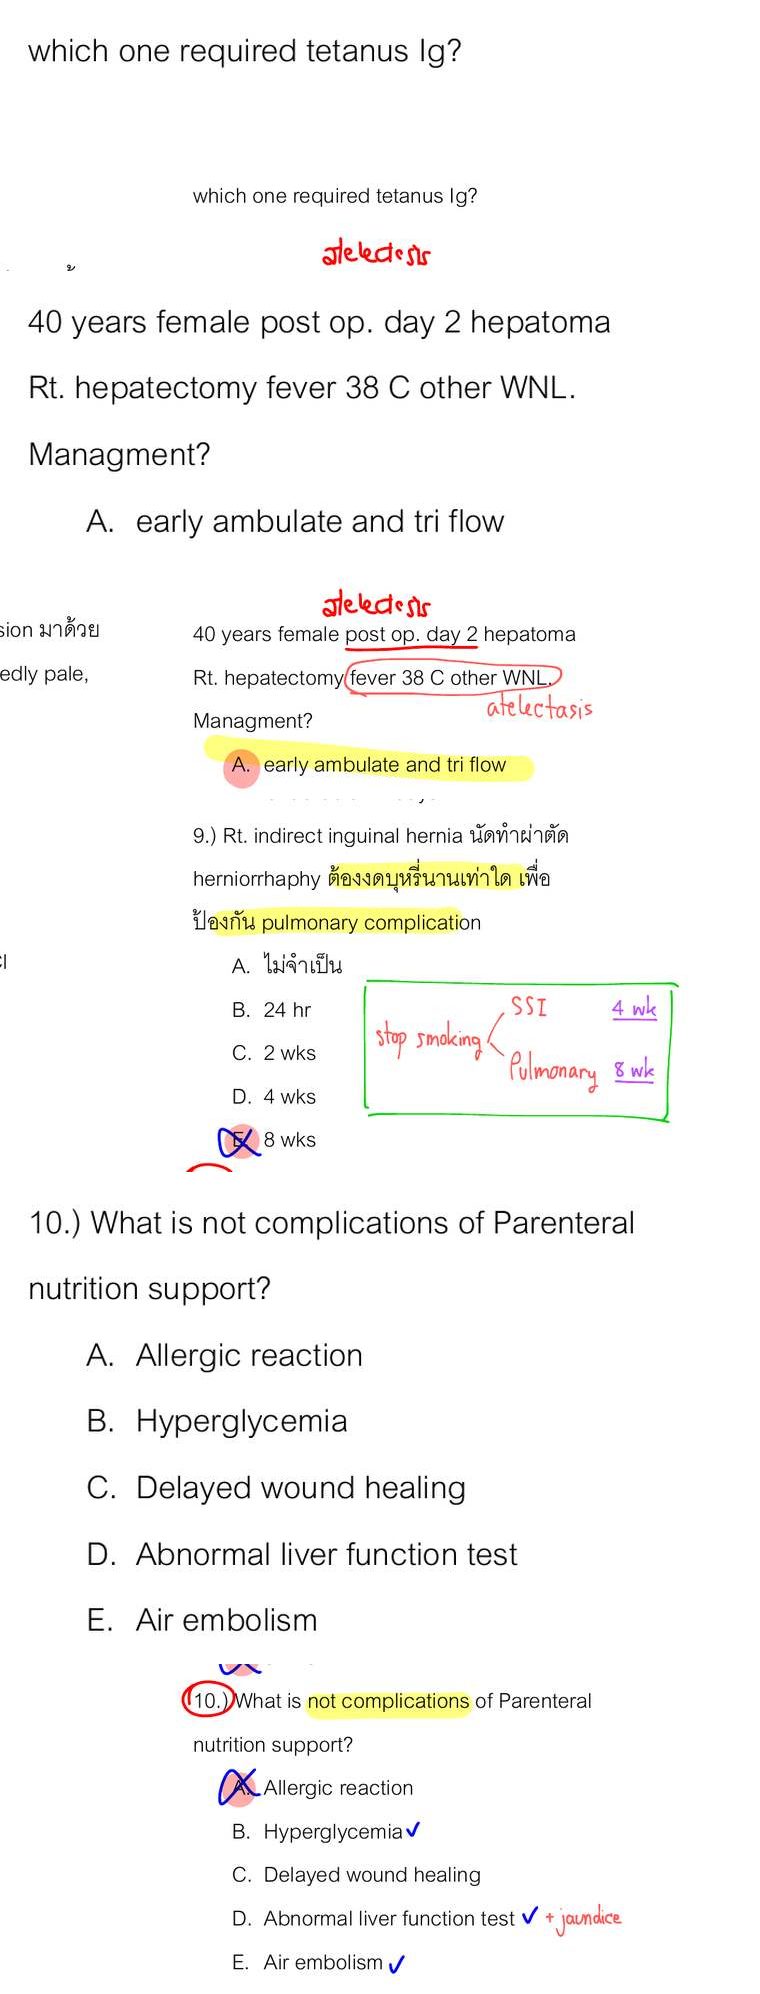 which one required tetanus Ig?
which one required tetanus Ig?
40 years female post op. day 2 hepatoma
Rt. hepatectomy fever 38 C other WNL.
Managment?
A. early ambulate and tri flow
sion มาด้วย
edly pale,
40 years female post op. day 2 hepatoma
Rt. hepatectomy fever 38 C other WNL.
atelectasis
Managment?
A. early ambulate and tri flow
9.) Rt. indirect inguinal hernia นัดทำผ่าตัด
herniorrhaphy ต้องงดบุหรี่นานเท่าใด เพื่อ
ป้องกัน pulmonary complication
A. ไม่จำเป็น
B. 24 hr
C. 2 wks
D. 4 wks
E. 8 wks
stop smoking
SSI 4 wk
Pulmonary 8 wk
10.) What is not complications of Parenteral
nutrition support?
A. Allergic reaction
B. Hyperglycemia
C. Delayed wound healing
D. Abnormal liver function test
E. Air embolism
10.) What is not complications of Parenteral
nutrition support?
A. Allergic reaction
B. Hyperglycemia ✓
C. Delayed wound healing
D. Abnormal liver function test ✓ + jaundice
E. Air embolism ✓